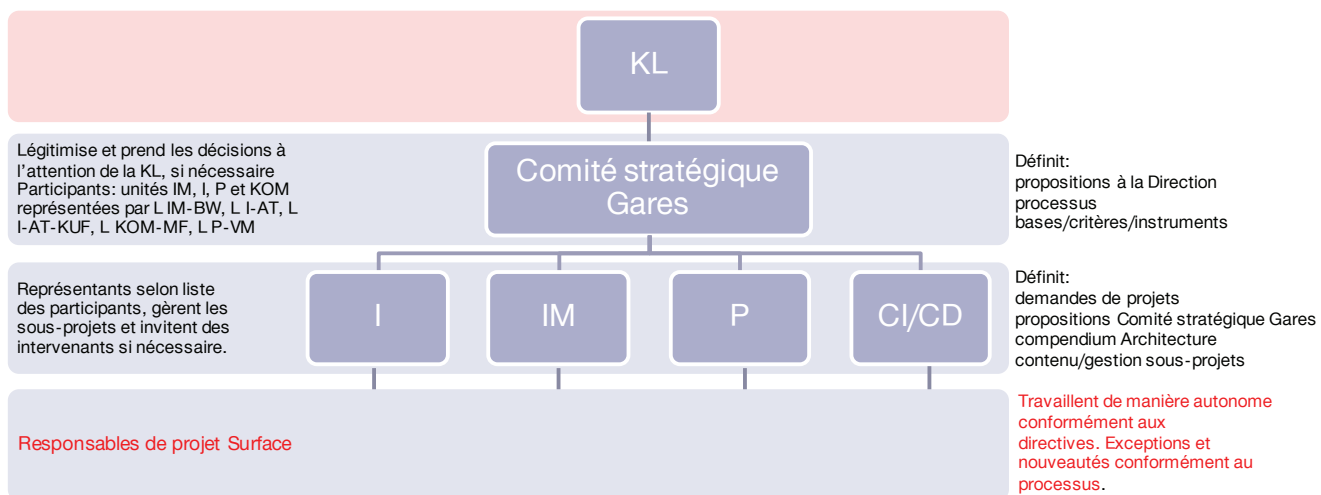 KL
Légitimise et prend les décisions à
l'attention de la KL, si nécessaire
Participants: unités IM, I, P et KOM
représentées par L IM-BW, L I-AT, L
I-AT-KUF, L KOM-MF, L P-VM
Comité stratégique
Gares
Définit:
propositions à la Direction
processus
bases/critères/instruments
Représentants selon liste
des participants, gèrent les
sous-projets et invitent des
intervenants si nécessaire.
I
IM
P
CI/CD
Définit:
demandes de projets
propositions Comité stratégique Gares
compendium Architecture
contenu/gestion sous-projets
Responsables de projet Surface
Travaillent de manière autonome
conformément aux
directives. Exceptions et
nouveautés conformément au
processus.